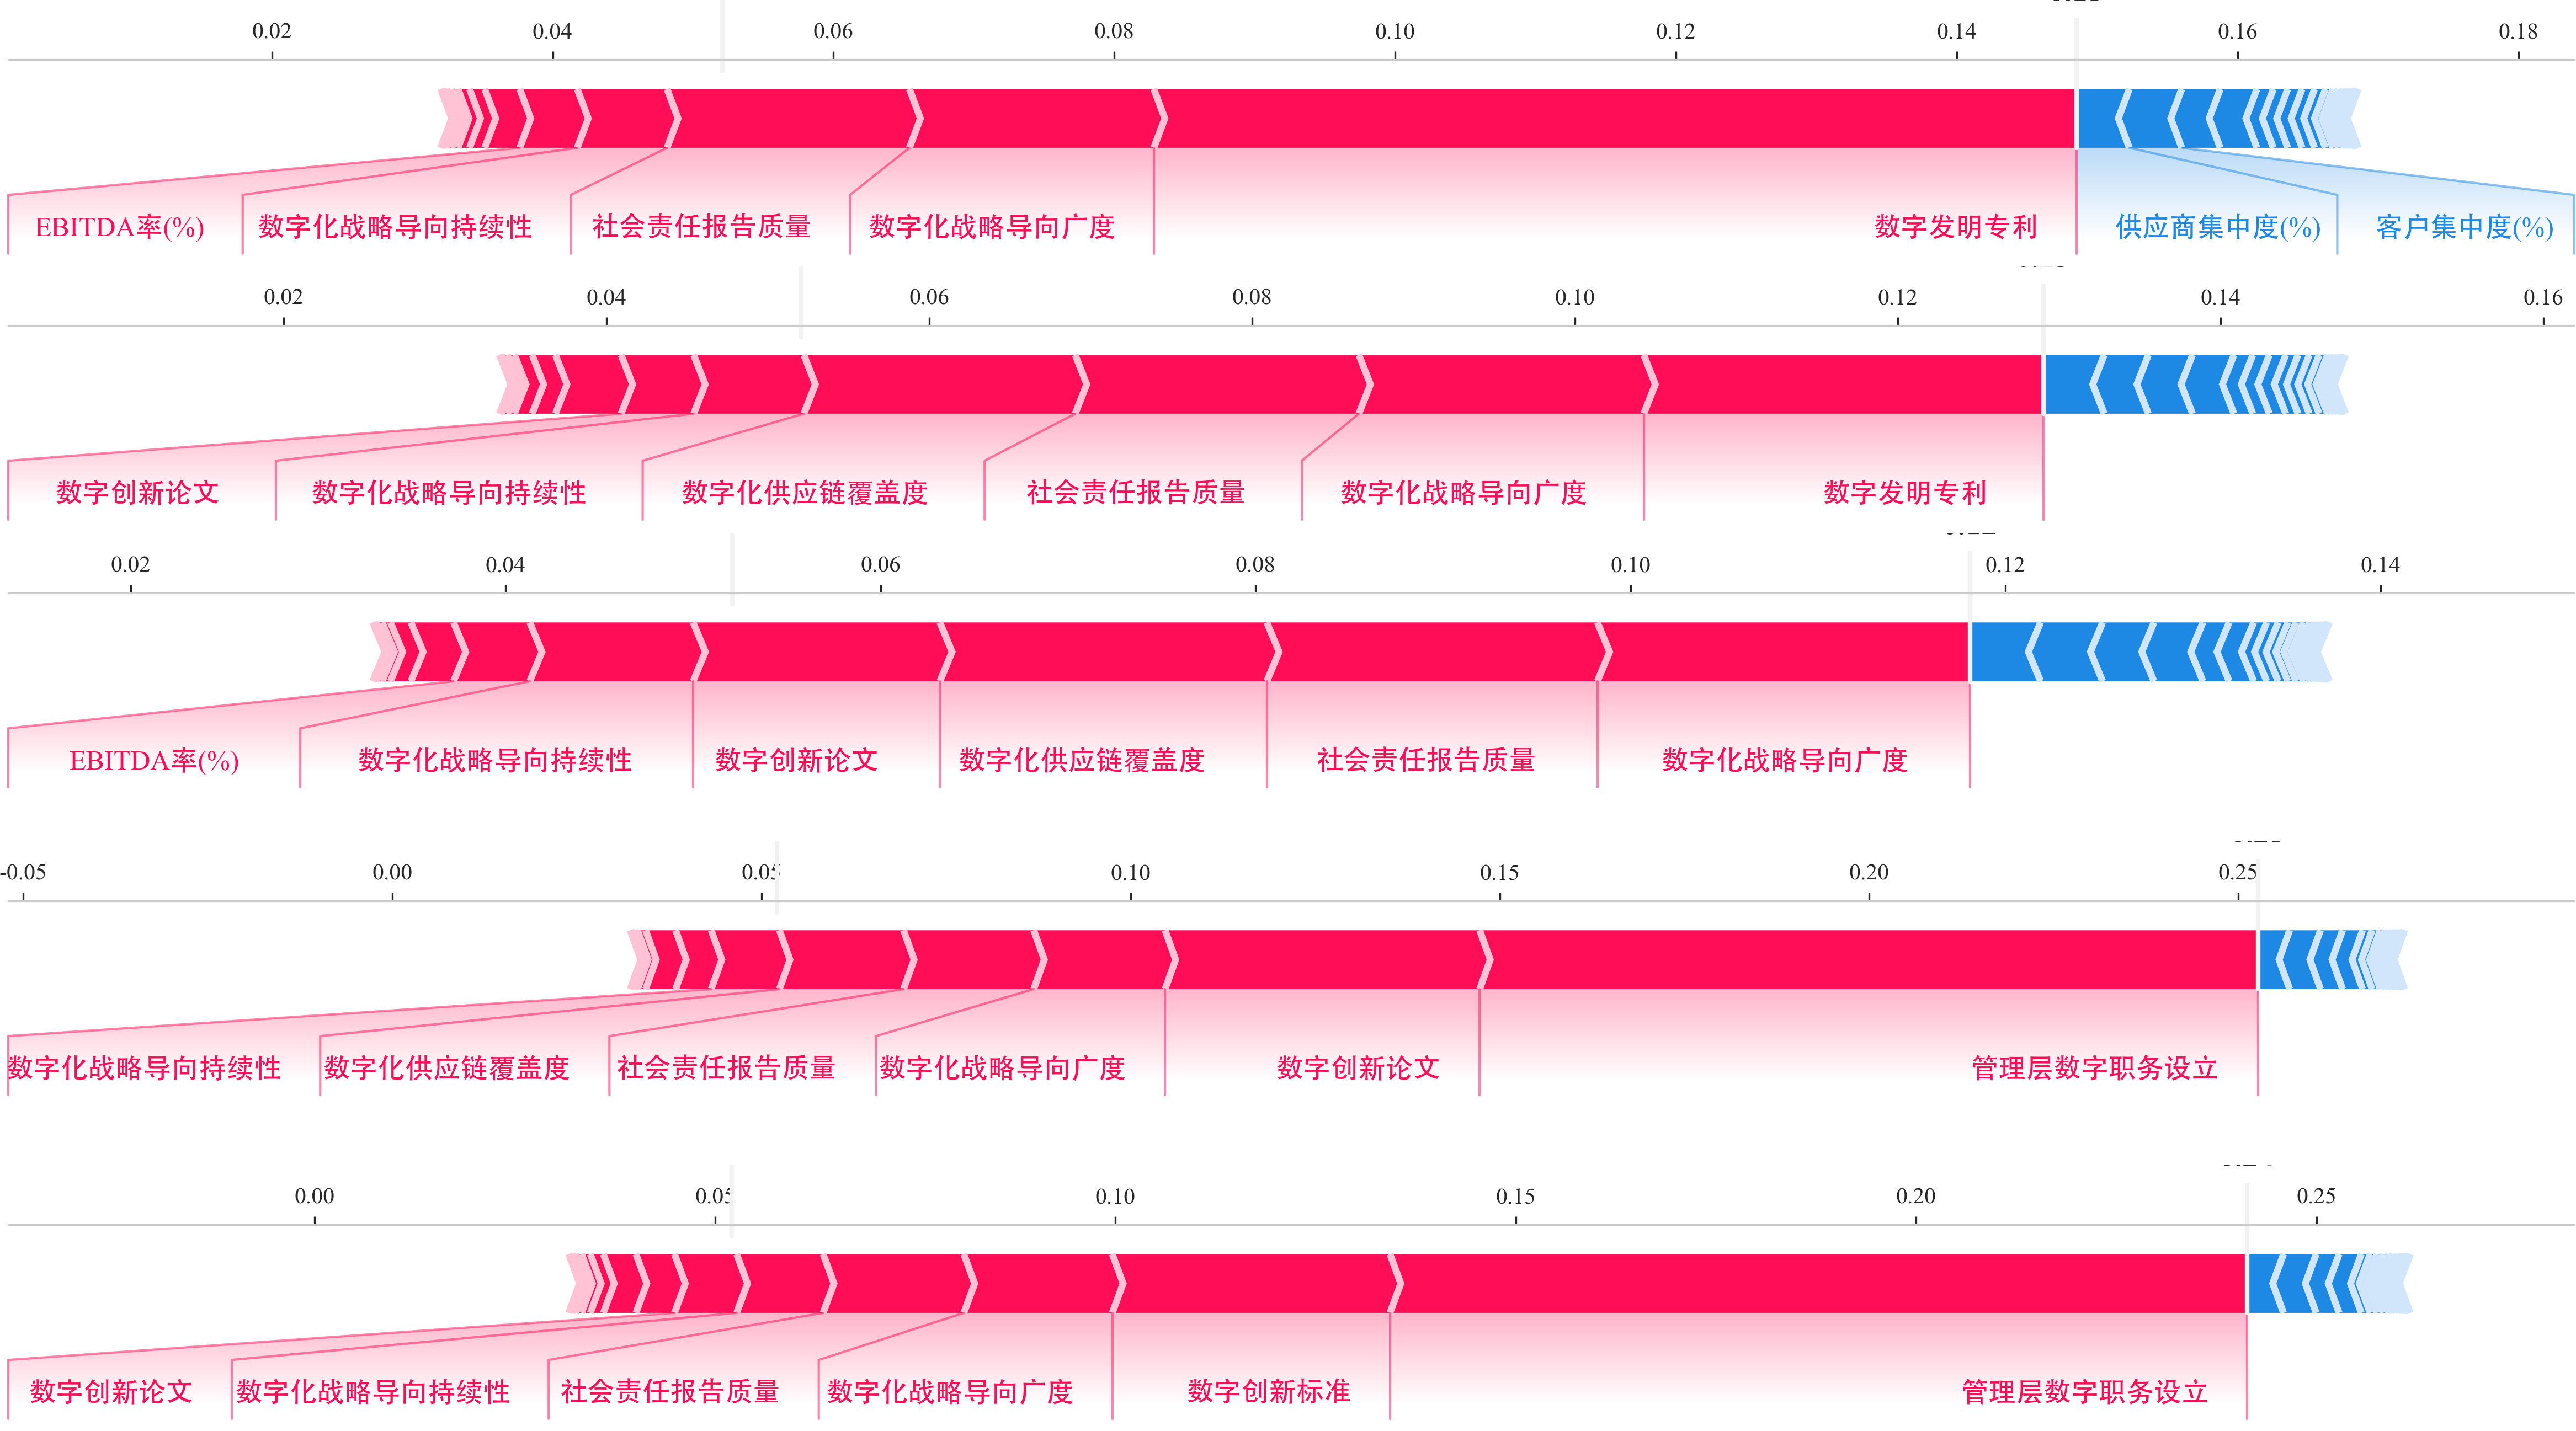 0.02 0.04 0.06 0.08 0.10 0.12 0.14 0.16 0.18
EBITDA率(%) 数字化战略导向持续性 社会责任报告质量 数字化战略导向广度 数字发明专利 供应商集中度(%) 客户集中度(%)
0.02 0.04 0.06 0.08 0.10 0.12 0.14 0.16
数字创新论文 数字化战略导向持续性 数字化供应链覆盖度 社会责任报告质量 数字化战略导向广度 数字发明专利
0.02 0.04 0.06 0.08 0.10 0.12 0.14
EBITDA率(%) 数字化战略导向持续性 数字创新论文 数字化供应链覆盖度 社会责任报告质量 数字化战略导向广度
-0.05 0.00 0.05 0.10 0.15 0.20 0.25
数字化战略导向持续性 数字化供应链覆盖度 社会责任报告质量 数字化战略导向广度 数字创新论文 管理层数字职务设立
0.00 0.05 0.10 0.15 0.20 0.25
数字创新论文 数字化战略导向持续性 社会责任报告质量 数字化战略导向广度 数字创新标准 管理层数字职务设立